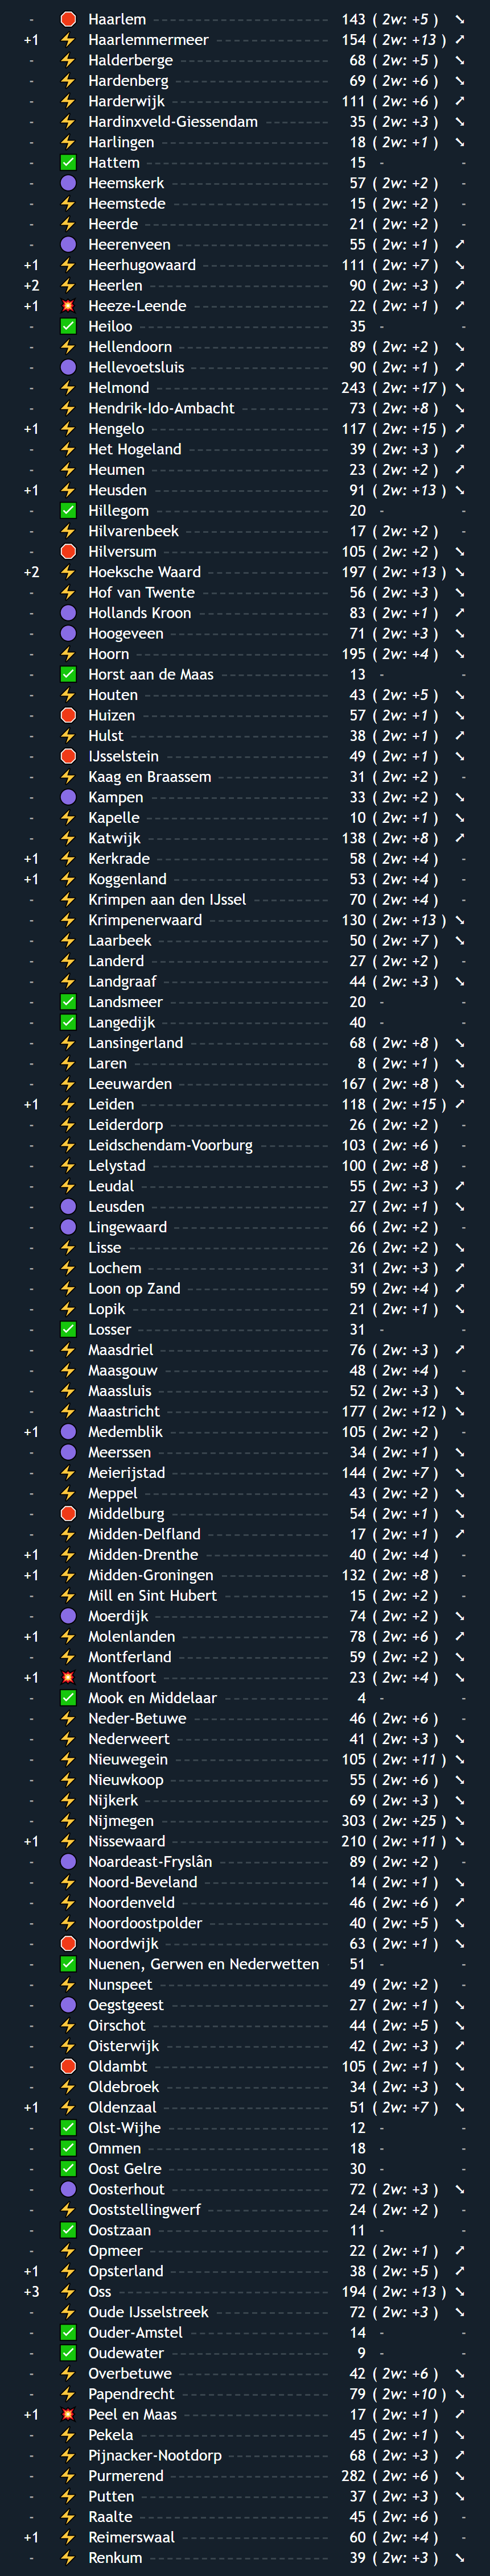 - ⚡ Haarlem 143 ( 2w: +5 ) ↘
+1 ⚡ Haarlemmermeer 154 ( 2w: +13 ) ↗
- ⚡ Halderberge 68 ( 2w: +5 ) ↘
- ⚡ Hardenberg 69 ( 2w: +6 ) ↘
- ⚡ Harderwijk 111 ( 2w: +6 ) ↗
- ⚡ Hardinxveld-Giessendam 35 ( 2w: +3 ) ↘
- ⚡ Harlingen 18 ( 2w: +1 ) ↘
- ✅ Hattem 15 - -
- 🟣 Heemskerk 57 ( 2w: +2 ) -
- ⚡ Heemstede 15 ( 2w: +2 ) -
- ⚡ Heerde 21 ( 2w: +2 ) -
- 🟣 Heerenveen 55 ( 2w: +1 ) ↗
+1 ⚡ Heerhugowaard 111 ( 2w: +7 ) ↘
+2 ⚡ Heerlen 90 ( 2w: +3 ) ↗
+1 💥 Heeze-Leende 22 ( 2w: +1 ) ↗
- ✅ Heiloo 35 - -
- ⚡ Hellendoorn 89 ( 2w: +2 ) ↘
- 🟣 Hellevoetsluis 90 ( 2w: +1 ) ↗
- ⚡ Helmond 243 ( 2w: +17 ) ↘
- ⚡ Hendrik-Ido-Ambacht 73 ( 2w: +8 ) ↘
+1 ⚡ Hengelo 117 ( 2w: +15 ) ↗
- ⚡ Het Hogeland 39 ( 2w: +3 ) ↗
- ⚡ Heumen 23 ( 2w: +2 ) ↗
+1 ⚡ Heusden 91 ( 2w: +13 ) ↘
- ✅ Hillegom 20 - -
- ⚡ Hilvarenbeek 17 ( 2w: +2 ) -
- 🛑 Hilversum 105 ( 2w: +2 ) ↘
+2 ⚡ Hoeksche Waard 197 ( 2w: +13 ) ↘
- ⚡ Hof van Twente 56 ( 2w: +3 ) ↘
- 🟣 Hollands Kroon 83 ( 2w: +1 ) ↗
- 🟣 Hoogeveen 71 ( 2w: +3 ) ↘
- ⚡ Hoorn 195 ( 2w: +4 ) ↘
- ✅ Horst aan de Maas 13 - -
- ⚡ Houten 43 ( 2w: +5 ) ↘
- 🛑 Huizen 57 ( 2w: +1 ) ↘
- ⚡ Hulst 38 ( 2w: +1 ) ↗
- 🛑 IJsselstein 49 ( 2w: +1 ) ↘
- ⚡ Kaag en Braassem 31 ( 2w: +2 ) -
- 🟣 Kampen 33 ( 2w: +2 ) ↘
- ⚡ Kapelle 10 ( 2w: +1 ) ↘
- ⚡ Katwijk 138 ( 2w: +8 ) ↗
+1 ⚡ Kerkrade 58 ( 2w: +4 ) -
+1 ⚡ Koggenland 53 ( 2w: +4 ) -
- ⚡ Krimpen aan den IJssel 70 ( 2w: +4 ) -
- ⚡ Krimpenerwaard 130 ( 2w: +13 ) ↘
- ⚡ Laarbeek 50 ( 2w: +7 ) ↘
- ⚡ Landerd 27 ( 2w: +2 ) -
- ⚡ Landgraaf 44 ( 2w: +3 ) ↘
- ✅ Landsmeer 20 - -
- ✅ Langedijk 40 - -
- ⚡ Lansingerland 68 ( 2w: +8 ) ↘
- ⚡ Laren 8 ( 2w: +1 ) ↘
- ⚡ Leeuwarden 167 ( 2w: +8 ) ↘
+1 ⚡ Leiden 118 ( 2w: +15 ) ↗
- ⚡ Leiderdorp 26 ( 2w: +2 ) -
- ⚡ Leidschendam-Voorburg 103 ( 2w: +6 ) -
- ⚡ Lelystad 100 ( 2w: +8 ) -
- ⚡ Leudal 55 ( 2w: +3 ) ↗
- 🟣 Leusden 27 ( 2w: +1 ) ↘
- 🟣 Lingewaard 66 ( 2w: +2 ) -
- ⚡ Lisse 26 ( 2w: +2 ) ↘
- ⚡ Lochem 31 ( 2w: +3 ) ↗
- ⚡ Loon op Zand 59 ( 2w: +4 ) ↗
- ⚡ Lopik 21 ( 2w: +1 ) ↘
- ✅ Losser 31 - -
- ⚡ Maasdriel 76 ( 2w: +3 ) ↗
- ⚡ Maasgouw 48 ( 2w: +4 ) -
- ⚡ Maassluis 52 ( 2w: +3 ) ↘
- ⚡ Maastricht 177 ( 2w: +12 ) ↘
+1 🟣 Medemblik 105 ( 2w: +2 ) -
- 🟣 Meerssen 34 ( 2w: +1 ) ↘
- ⚡ Meierijstad 144 ( 2w: +7 ) ↘
- ⚡ Meppel 43 ( 2w: +2 ) ↘
- 🛑 Middelburg 54 ( 2w: +1 ) ↘
- ⚡ Midden-Delfland 17 ( 2w: +1 ) ↗
+1 ⚡ Midden-Drenthe 40 ( 2w: +4 ) -
+1 ⚡ Midden-Groningen 132 ( 2w: +8 ) -
- ⚡ Mill en Sint Hubert 15 ( 2w: +2 ) -
- 🟣 Moerdijk 74 ( 2w: +2 ) ↘
+1 ⚡ Molenlanden 78 ( 2w: +6 ) ↗
- ⚡ Montferland 59 ( 2w: +2 ) ↘
+1 💥 Montfoort 23 ( 2w: +4 ) ↘
- ✅ Mook en Middelaar 4 - -
- ⚡ Neder-Betuwe 46 ( 2w: +6 ) -
- ⚡ Nederweert 41 ( 2w: +3 ) ↘
- ⚡ Nieuwegein 105 ( 2w: +11 ) ↘
- ⚡ Nieuwkoop 55 ( 2w: +6 ) ↘
- ⚡ Nijkerk 69 ( 2w: +3 ) ↘
- ⚡ Nijmegen 303 ( 2w: +25 ) ↘
+1 ⚡ Nissewaard 210 ( 2w: +11 ) ↘
- 🟣 Noardeast-Fryslân 89 ( 2w: +2 ) -
- ⚡ Noord-Beveland 14 ( 2w: +1 ) ↘
- ⚡ Noordenveld 46 ( 2w: +6 ) ↗
- ⚡ Noordoostpolder 40 ( 2w: +5 ) ↘
- 🛑 Noordwijk 63 ( 2w: +1 ) ↘
- ✅ Nuenen, Gerwen en Nederwetten 51 - -
- ⚡ Nunspeet 49 ( 2w: +2 ) -
- 🟣 Oegstgeest 27 ( 2w: +1 ) ↘
- ⚡ Oirschot 44 ( 2w: +5 ) ↘
- ⚡ Oisterwijk 42 ( 2w: +3 ) ↗
- 🛑 Oldambt 105 ( 2w: +1 ) ↘
- ⚡ Oldebroek 34 ( 2w: +3 ) ↘
+1 ⚡ Oldenzaal 51 ( 2w: +7 ) ↘
- ✅ Olst-Wijhe 12 - -
- ✅ Ommen 18 - -
- ✅ Oost Gelre 30 - -
- 🟣 Oosterhout 72 ( 2w: +3 ) ↘
- ⚡ Ooststellingwerf 24 ( 2w: +2 ) -
- ✅ Oostzaan 11 - -
- ⚡ Opmeer 22 ( 2w: +1 ) ↗
+1 ⚡ Opsterland 38 ( 2w: +5 ) ↗
+3 ⚡ Oss 194 ( 2w: +13 ) ↘
- ⚡ Oude IJsselstreek 72 ( 2w: +3 ) ↘
- ✅ Ouder-Amstel 14 - -
- ✅ Oudewater 9 - -
- ⚡ Overbetuwe 42 ( 2w: +6 ) ↘
- ⚡ Papendrecht 79 ( 2w: +10 ) ↘
+1 💥 Peel en Maas 17 ( 2w: +1 ) ↗
- ⚡ Pekela 45 ( 2w: +1 ) ↘
- ⚡ Pijnacker-Nootdorp 68 ( 2w: +3 ) ↗
- ⚡ Purmerend 282 ( 2w: +6 ) ↘
- ⚡ Putten 37 ( 2w: +3 ) ↘
- ⚡ Raalte 45 ( 2w: +6 ) -
+1 ⚡ Reimerswaal 60 ( 2w: +4 ) -
- ⚡ Renkum 39 ( 2w: +3 ) ↘